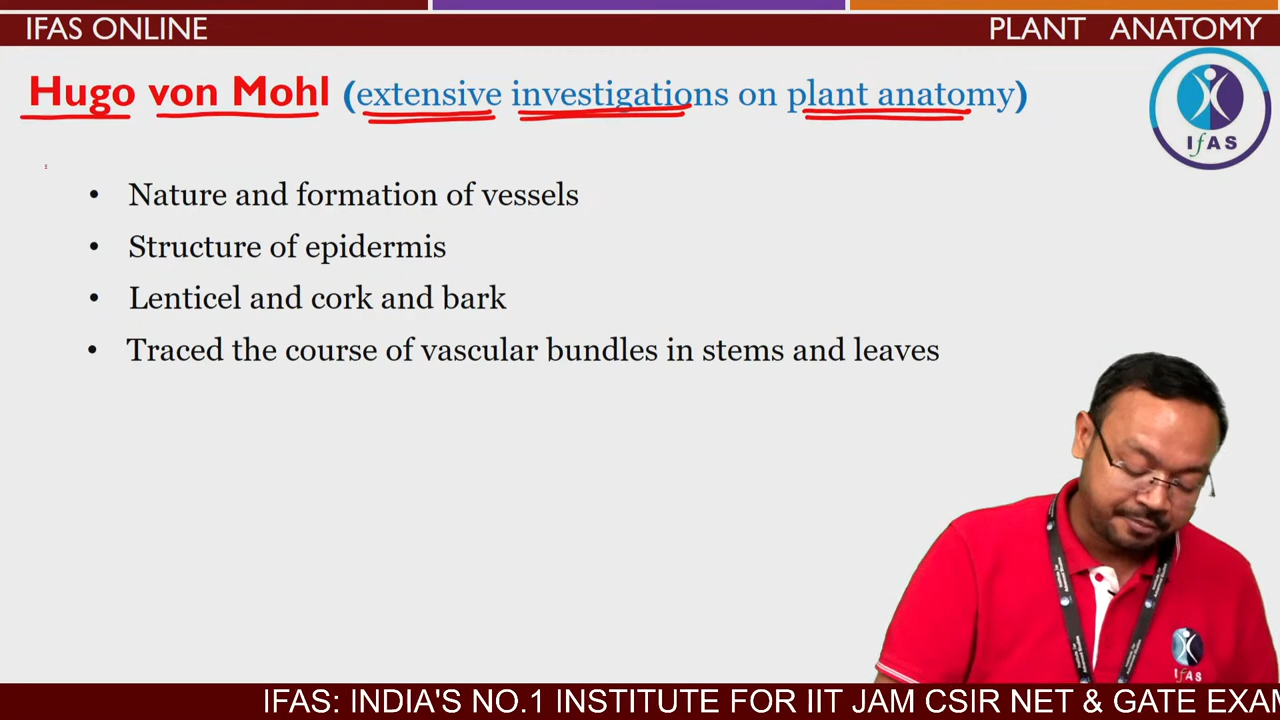 IFAS ONLINE
PLANT ANATOMY
Hugo von Mohl (extensive investigations on plant anatomy)
IfAS
• Nature and formation of vessels
• Structure of epidermis
• Lenticel and cork and bark
• Traced the course of vascular bundles in stems and leaves
IfAS
IFAS: INDIA'S NO.1 INSTITUTE FOR IIT JAM CSIR NET & GATE EXAM